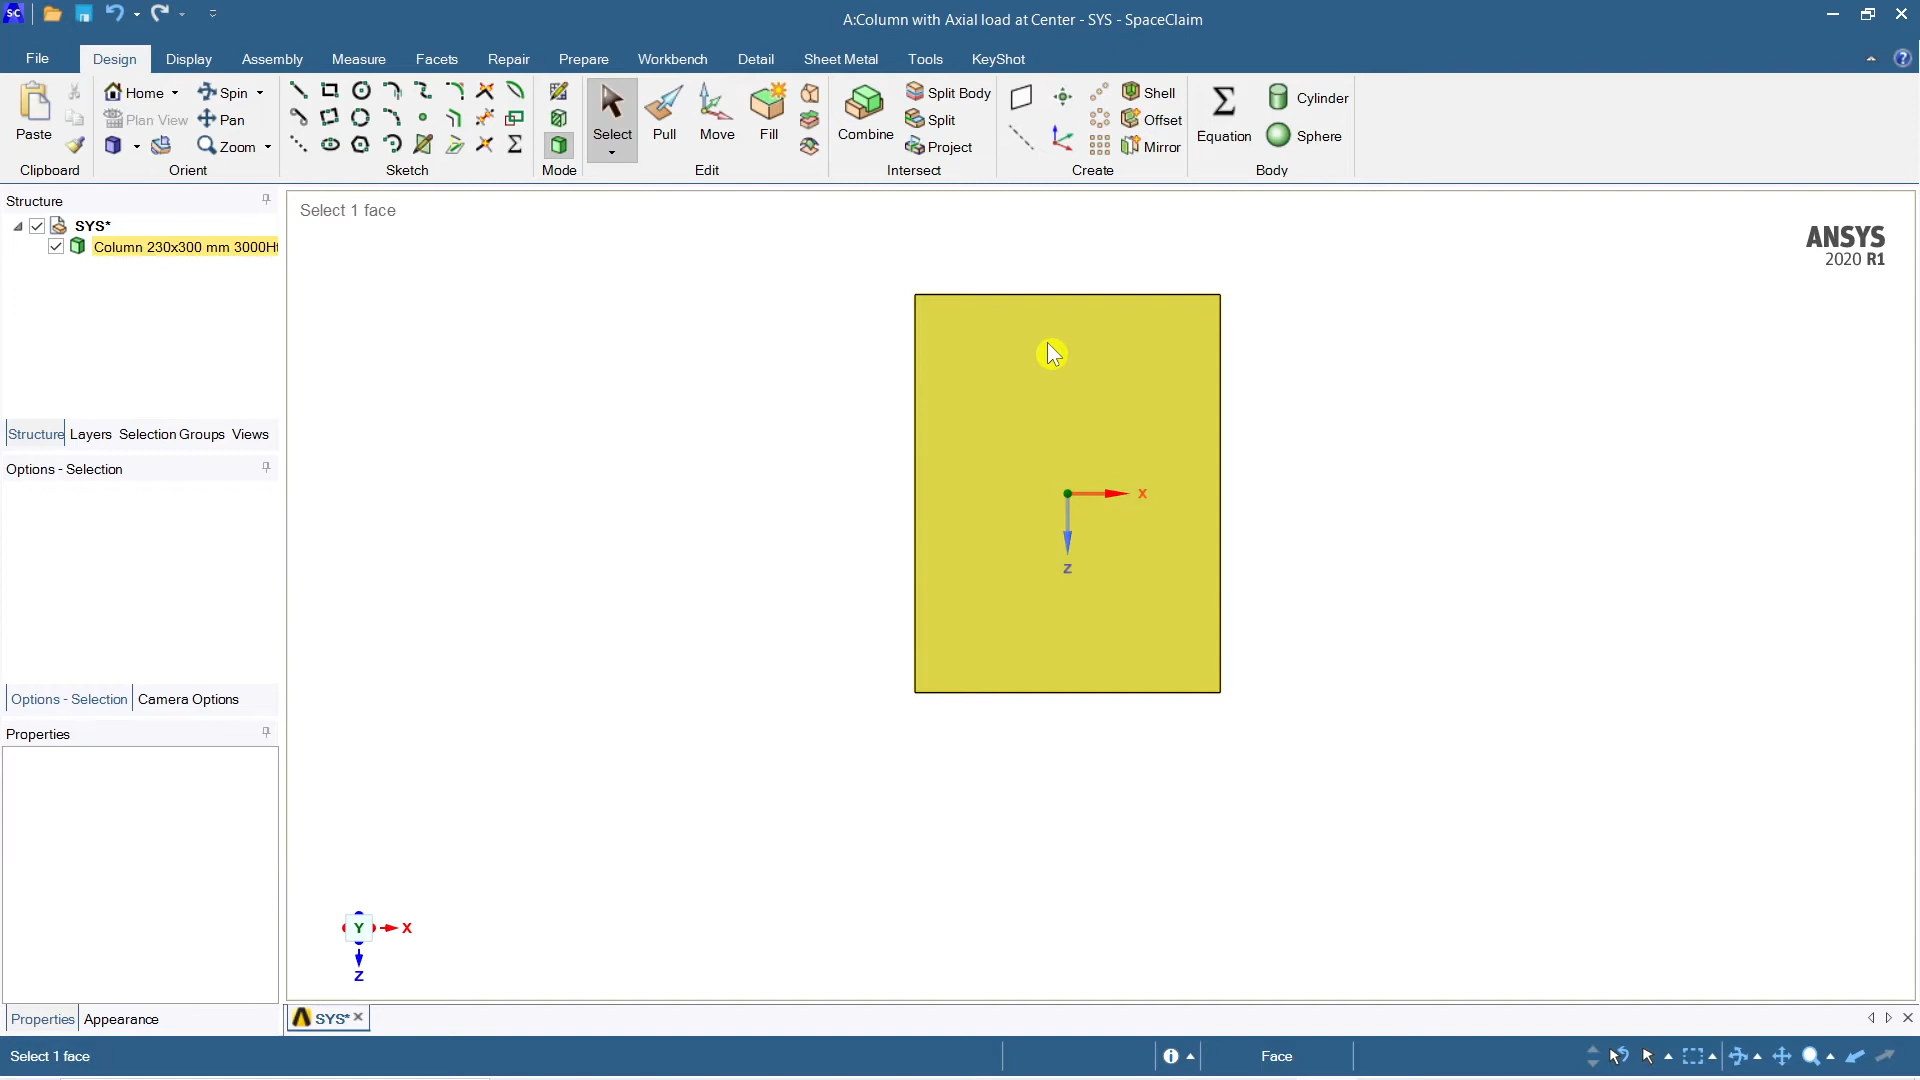 SC
A:Column with Axial load at Center - SYS - SpaceClaim
File Design Display Assembly Measure Facets Repair Prepare Workbench Detail Sheet Metal Tools KeyShot ?
Paste
Clipboard
Home Spin
Plan View Pan
Zoom
Orient
Sketch
Mode
Select Pull Move Fill
Edit
Combine
Split Body
Split
Project
Intersect
Shell
Offset
Mirror
Create
Equation
Cylinder
Sphere
Body
Structure
SYS*
Column 230x300 mm 3000H
Structure Layers Selection Groups Views
Options - Selection
Options - Selection Camera Options
Properties
Properties Appearance
Select 1 face
ANSYS
2020 R1
X
Z
Y X
Z
SYS*
Select 1 face
Face